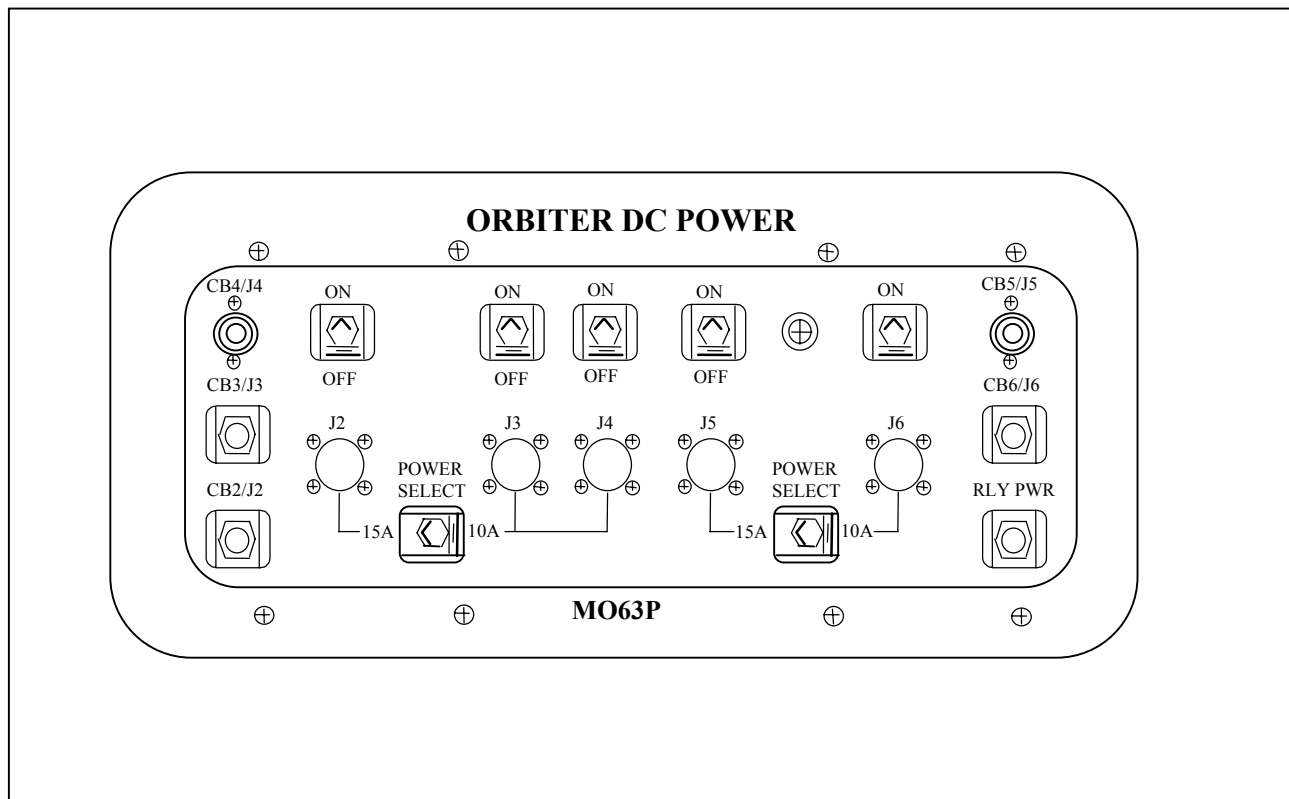 ORBITER DC POWER
CB4/J4
ON
ON
ON
ON
ON
CB5/J5
OFF
OFF
OFF
OFF
CB3/J3
CB6/J6
J2
J3
J4
J5
J6
POWER
SELECT
POWER
SELECT
CB2/J2
RLY PWR
15A
10A
15A
10A
MO63P